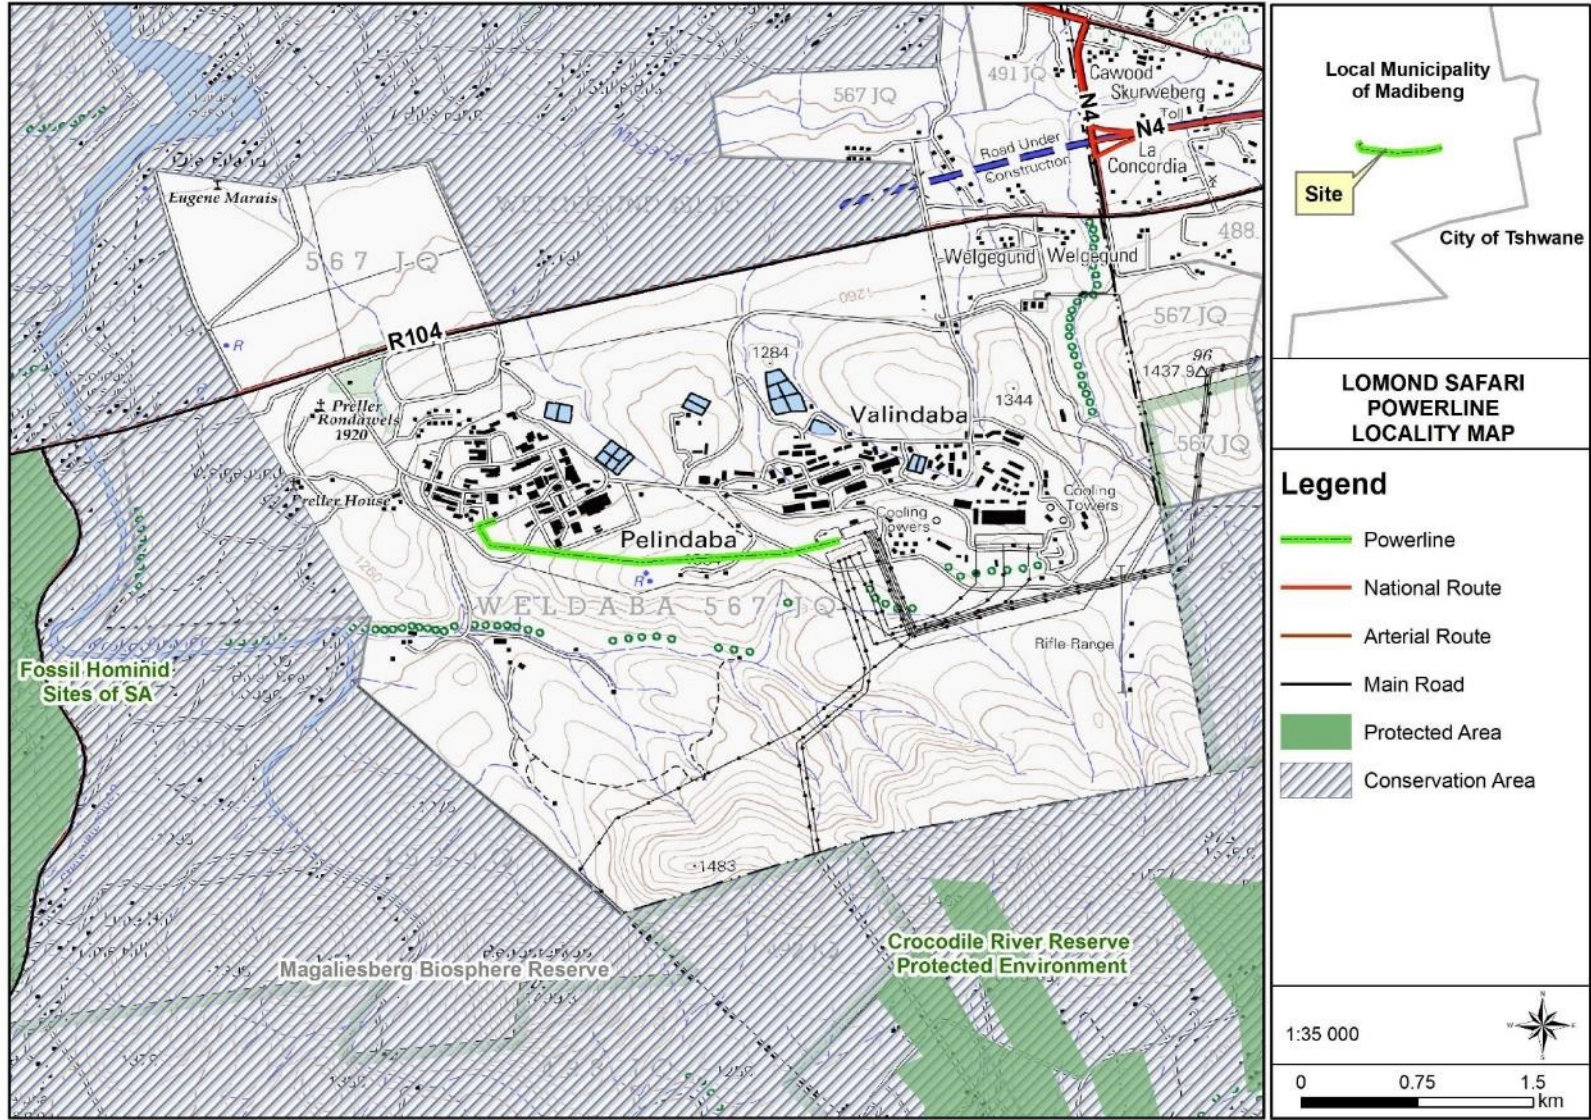 567 JQ
491 JQ
Cawood
Skurweberg
Toll
N4
N4
La
Concordia
Road Under
Construction
Eugene Marais
567 JQ
488
Welgegund
Welgegund
1260
R104
R
567 JQ
96
1437.9
1284
1344
Valindaba
567 JQ
Preller
Rondawels
1920
Preller House
Cooling
Towers
Cooling
Towers
Pelindaba
R
1260
WELDABA 567 JQ
Rifle Range
Fossil Hominid
Sites of SA
1483
Crocodile River Reserve
Protected Environment
Magaliesberg Biosphere Reserve
Local Municipality
of Madibeng
Site
City of Tshwane
LOMOND SAFARI
POWERLINE
LOCALITY MAP
Legend
Powerline
National Route
Arterial Route
Main Road
Protected Area
Conservation Area
1:35 000
N
W
E
S
0 0.75 1.5
km